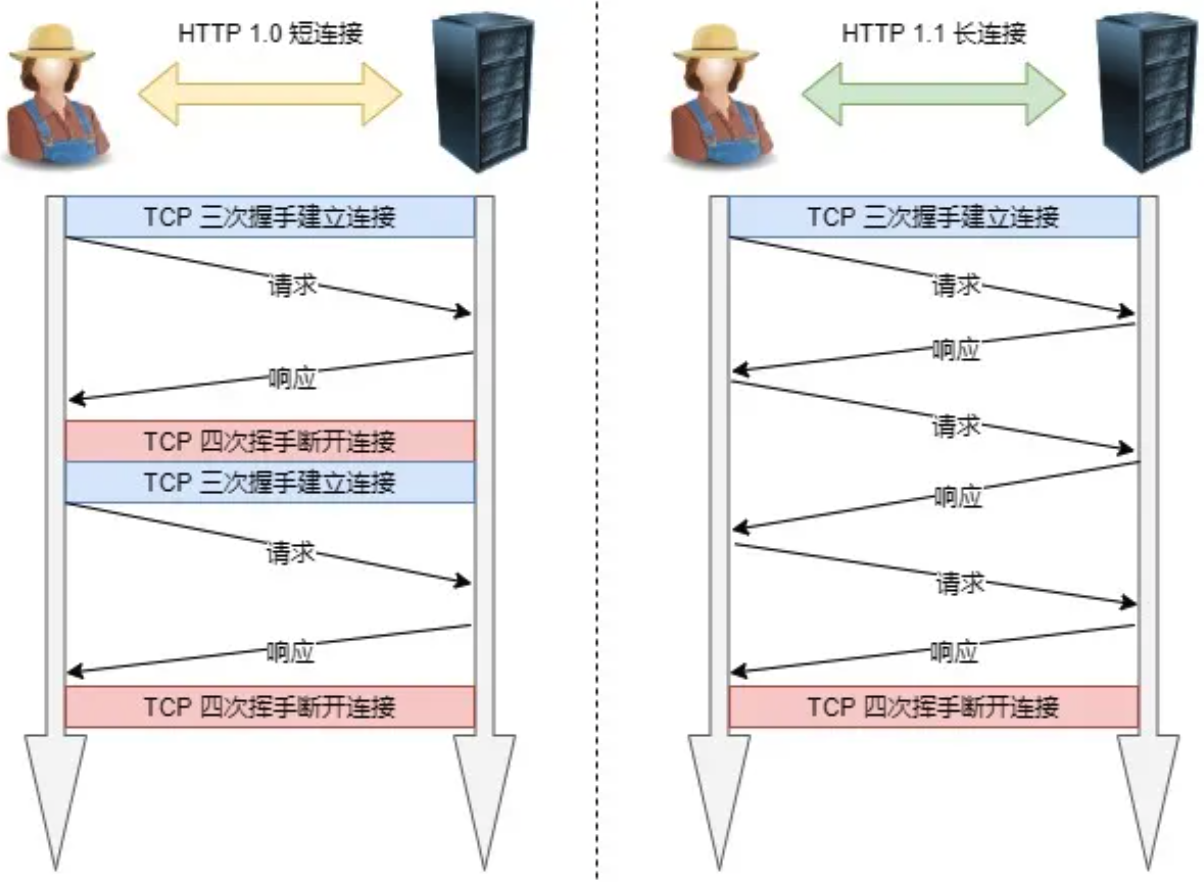 HTTP 1.0 短连接
TCP 三次握手建立连接
请求
响应
TCP 四次挥手断开连接
TCP 三次握手建立连接
请求
响应
TCP 四次挥手断开连接
HTTP 1.1 长连接
TCP 三次握手建立连接
请求
响应
请求
响应
请求
响应
TCP 四次挥手断开连接